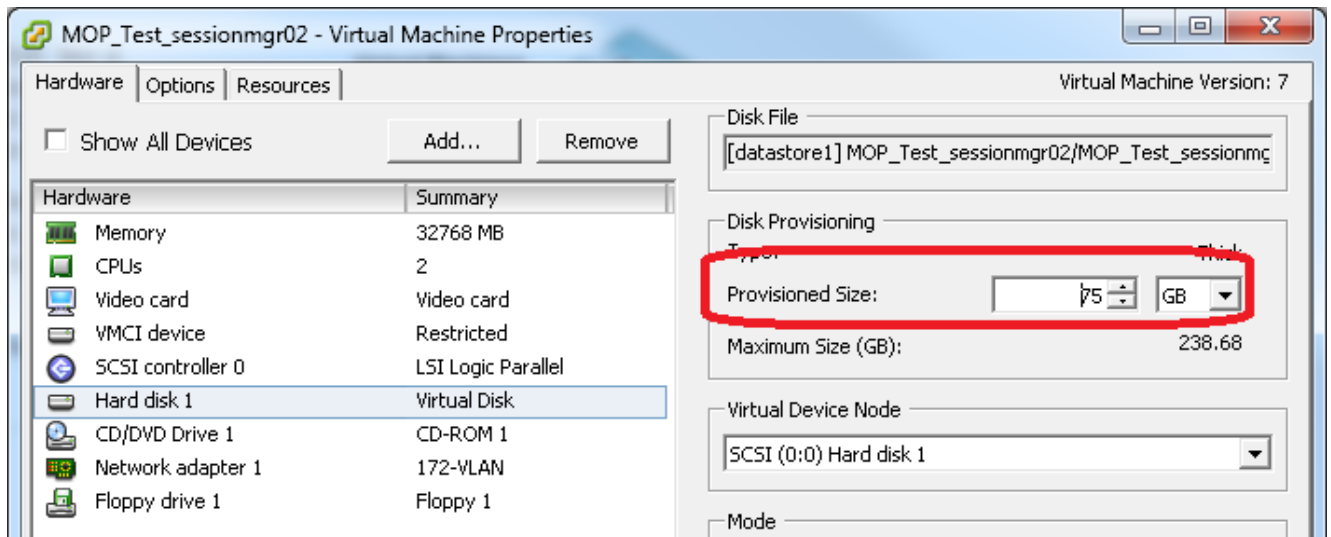 MOP_Test_sessionmgr02 - Virtual Machine Properties
Hardware Options Resources
Virtual Machine Version: 7
Show All Devices
Add...
Remove
Hardware Summary
Memory 32768 MB
CPUs 2
Video card Video card
VMCI device Restricted
SCSI controller 0 LSI Logic Parallel
Hard disk 1 Virtual Disk
CD/DVD Drive 1 CD-ROM 1
Network adapter 1 172-VLAN
Floppy drive 1 Floppy 1
Disk File
[datastore1] MOP_Test_sessionmgr02/MOP_Test_sessionmg
Disk Provisioning
Type: Thick
Provisioned Size: 75 GB
Maximum Size (GB): 238.68
Virtual Device Node
SCSI (0:0) Hard disk 1
Mode